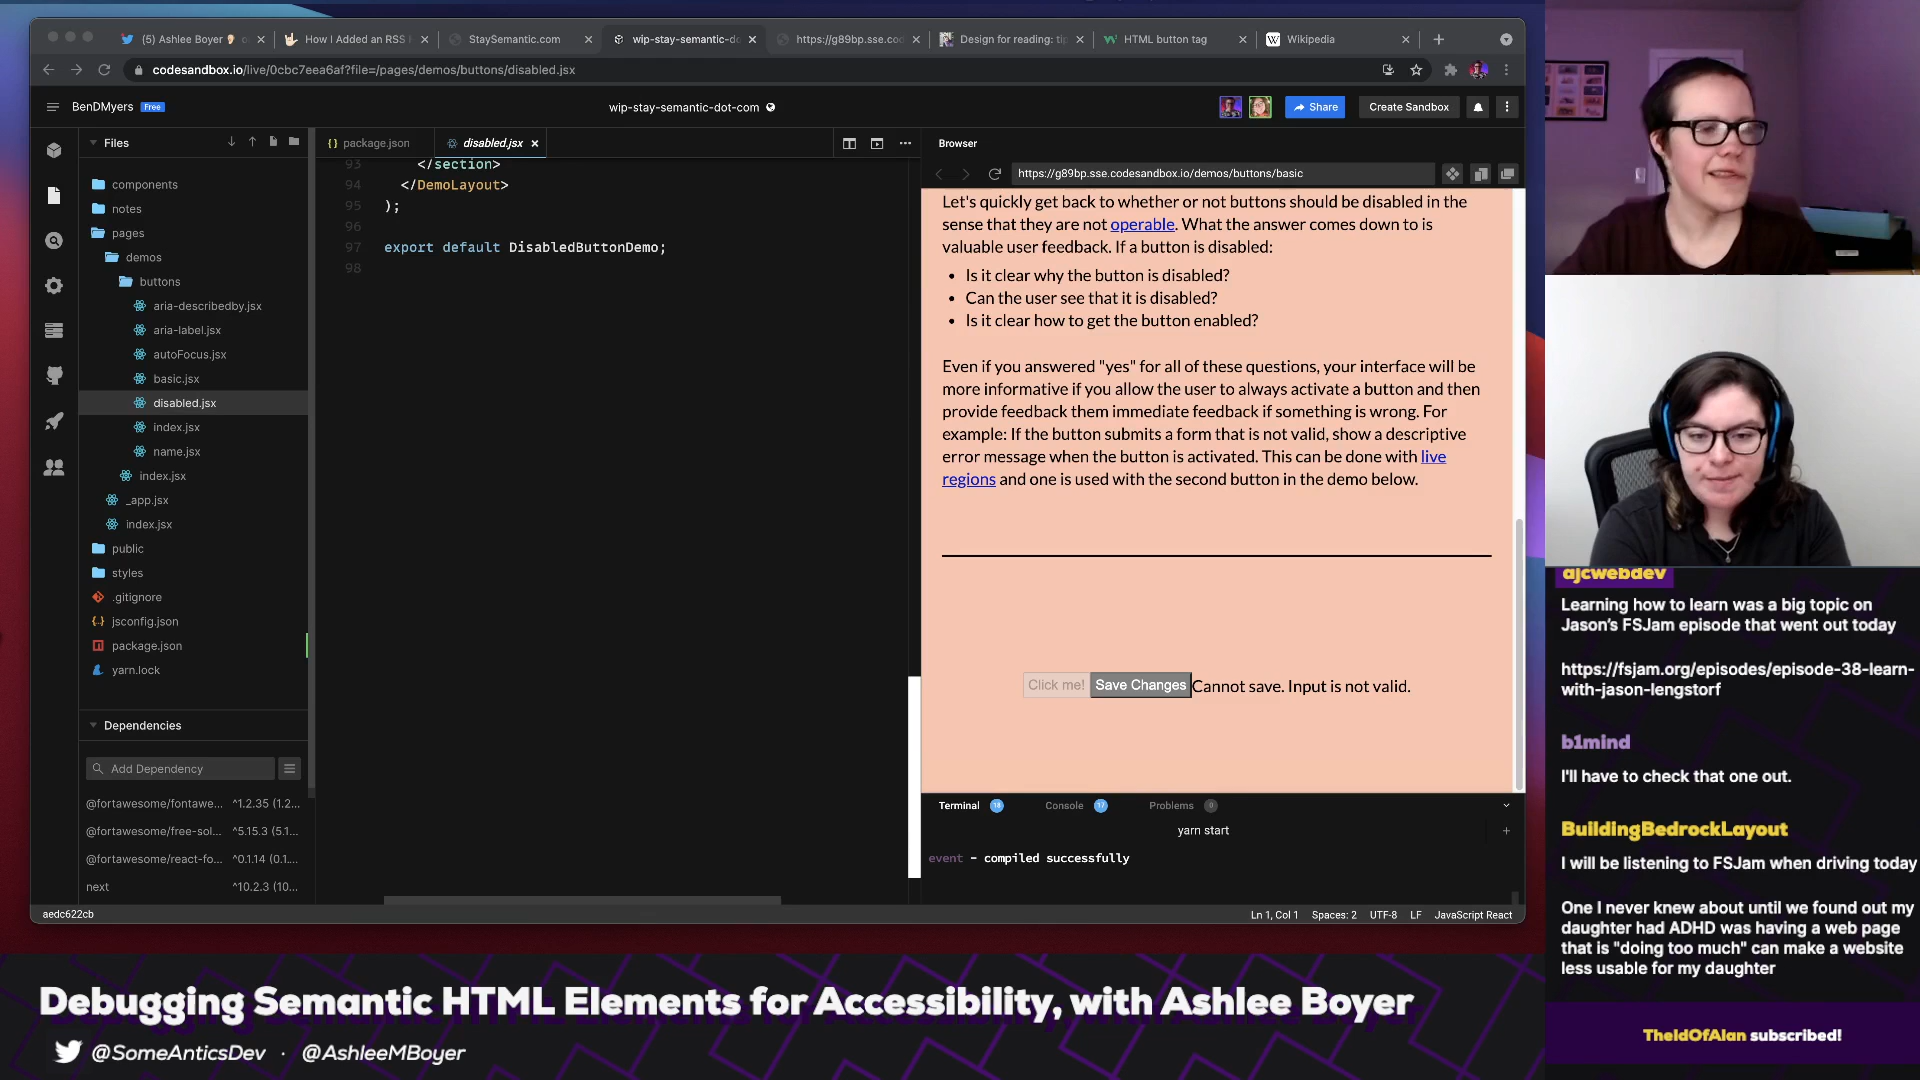 (5) Ashlee Boyer
How I Added an RSS
StaySemantic.com
wip-stay-semantic-do
https://g89bp.sse.co
Design for reading: ti
HTML button tag
Wikipedia
codesandbox.io/live/0cbc7eea6af?file=/pages/demos/buttons/disabled.jsx
BenDMyers Free
wip-stay-semantic-dot-com
Share
Create Sandbox
Files
components
notes
pages
demos
buttons
aria-describedby.jsx
aria-label.jsx
autoFocus.jsx
basic.jsx
disabled.jsx
index.jsx
name.jsx
index.jsx
_app.jsx
index.jsx
public
styles
.gitignore
jsconfig.json
package.json
yarn.lock
Dependencies
Add Dependency
@fortawesome/fontawe... ^1.2.35 (1.2...
@fortawesome/free-sol... ^5.15.3 (5.1...
@fortawesome/react-fo... ^0.1.14 (0.1....
next ^10.2.3 (10...
aedc622cb
package.json
disabled.jsx
93 </section>
94 </DemoLayout>
95 );
96
97 export default DisabledButtonDemo;
98
Browser
https://g89bp.sse.codesandbox.io/demos/buttons/basic
Let's quickly get back to whether or not buttons should be disabled in the
sense that they are not operable. What the answer comes down to is
valuable user feedback. If a button is disabled:
• Is it clear why the button is disabled?
• Can the user see that it is disabled?
• Is it clear how to get the button enabled?
Even if you answered "yes" for all of these questions, your interface will be
more informative if you allow the user to always activate a button and then
provide feedback them immediate feedback if something is wrong. For
example: If the button submits a form that is not valid, show a descriptive
error message when the button is activated. This can be done with live
regions and one is used with the second button in the demo below.
Click me! Save Changes Cannot save. Input is not valid.
Terminal 18 Console 17 Problems 0
yarn start
event - compiled successfully
Ln 1, Col 1 Spaces: 2 UTF-8 LF JavaScript React
ajcwebdev
Learning how to learn was a big topic on
Jason's FSJam episode that went out today
https://fsjam.org/episodes/episode-38-learn-
with-jason-lengstorf
b1mind
I'll have to check that one out.
BuildingBedrockLayout
I will be listening to FSJam when driving today
One I never knew about until we found out my
daughter had ADHD was having a web page
that is "doing too much" can make a website
less usable for my daughter
TheIdOfAlan subscribed!
Debugging Semantic HTML Elements for Accessibility, with Ashlee Boyer
@SomeAnticsDev · @AshleeMBoyer